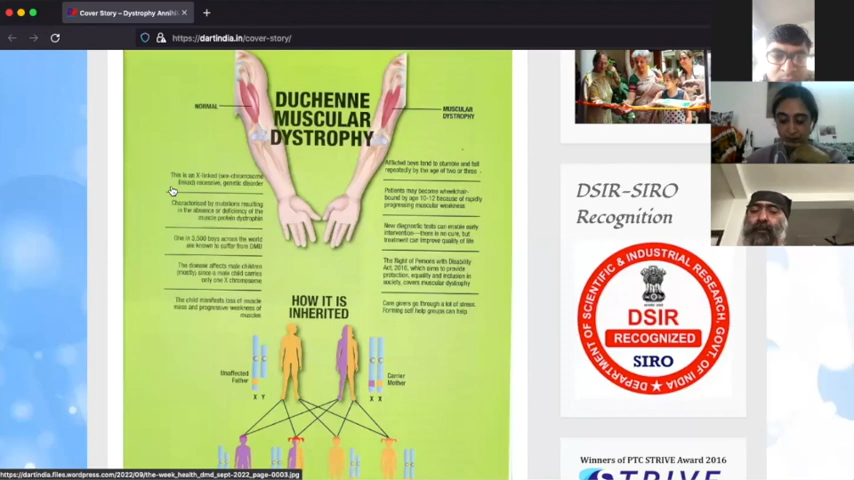 Cover Story – Dystrophy Annihil
https://dartindia.in/cover-story/
DUCHENNE
MUSCULAR
DYSTROPHY
NORMAL
MUSCULAR
DYSTROPHY
This is an X-linked (sex-chromosome
linked) recessive, genetic disorder
Characterised by mutations resulting
in the absence or deficiency of the
muscle protein dystrophin
One in 3,500 boys across the world
are known to suffer from DMD
The disease affects male children
(mostly) since a male child carries
only one X chromosome
The child manifests loss of muscle
mass and progressive weakness of
muscles
Afflicted boys tend to stumble and fall
repeatedly by the age of two or three
Patients may become wheelchair-
bound by age 10-12 because of rapidly
progressing muscular weakness
New diagnostic tests can enable early
intervention—there is no cure, but
treatment can improve quality of life
The Right of Persons with Disability
Act, 2016, which aims to provide
protection, equality and inclusion in
society, covers muscular dystrophy
Care givers go through a lot of stress.
Forming self help groups can help
HOW IT IS
INHERITED
Unaffected
Father
X Y
Carrier
Mother
X X
DSIR-SIRO
Recognition
DEPARTMENT OF SCIENTIFIC & INDUSTRIAL RESEARCH, GOVT. OF INDIA
DSIR
RECOGNIZED
SIRO
Winners of PTC STRIVE Award 2016
STRIVE
https://dartindia.files.wordpress.com/2022/09/the-week_health_dmd_sept-2022_page-0003.jpg